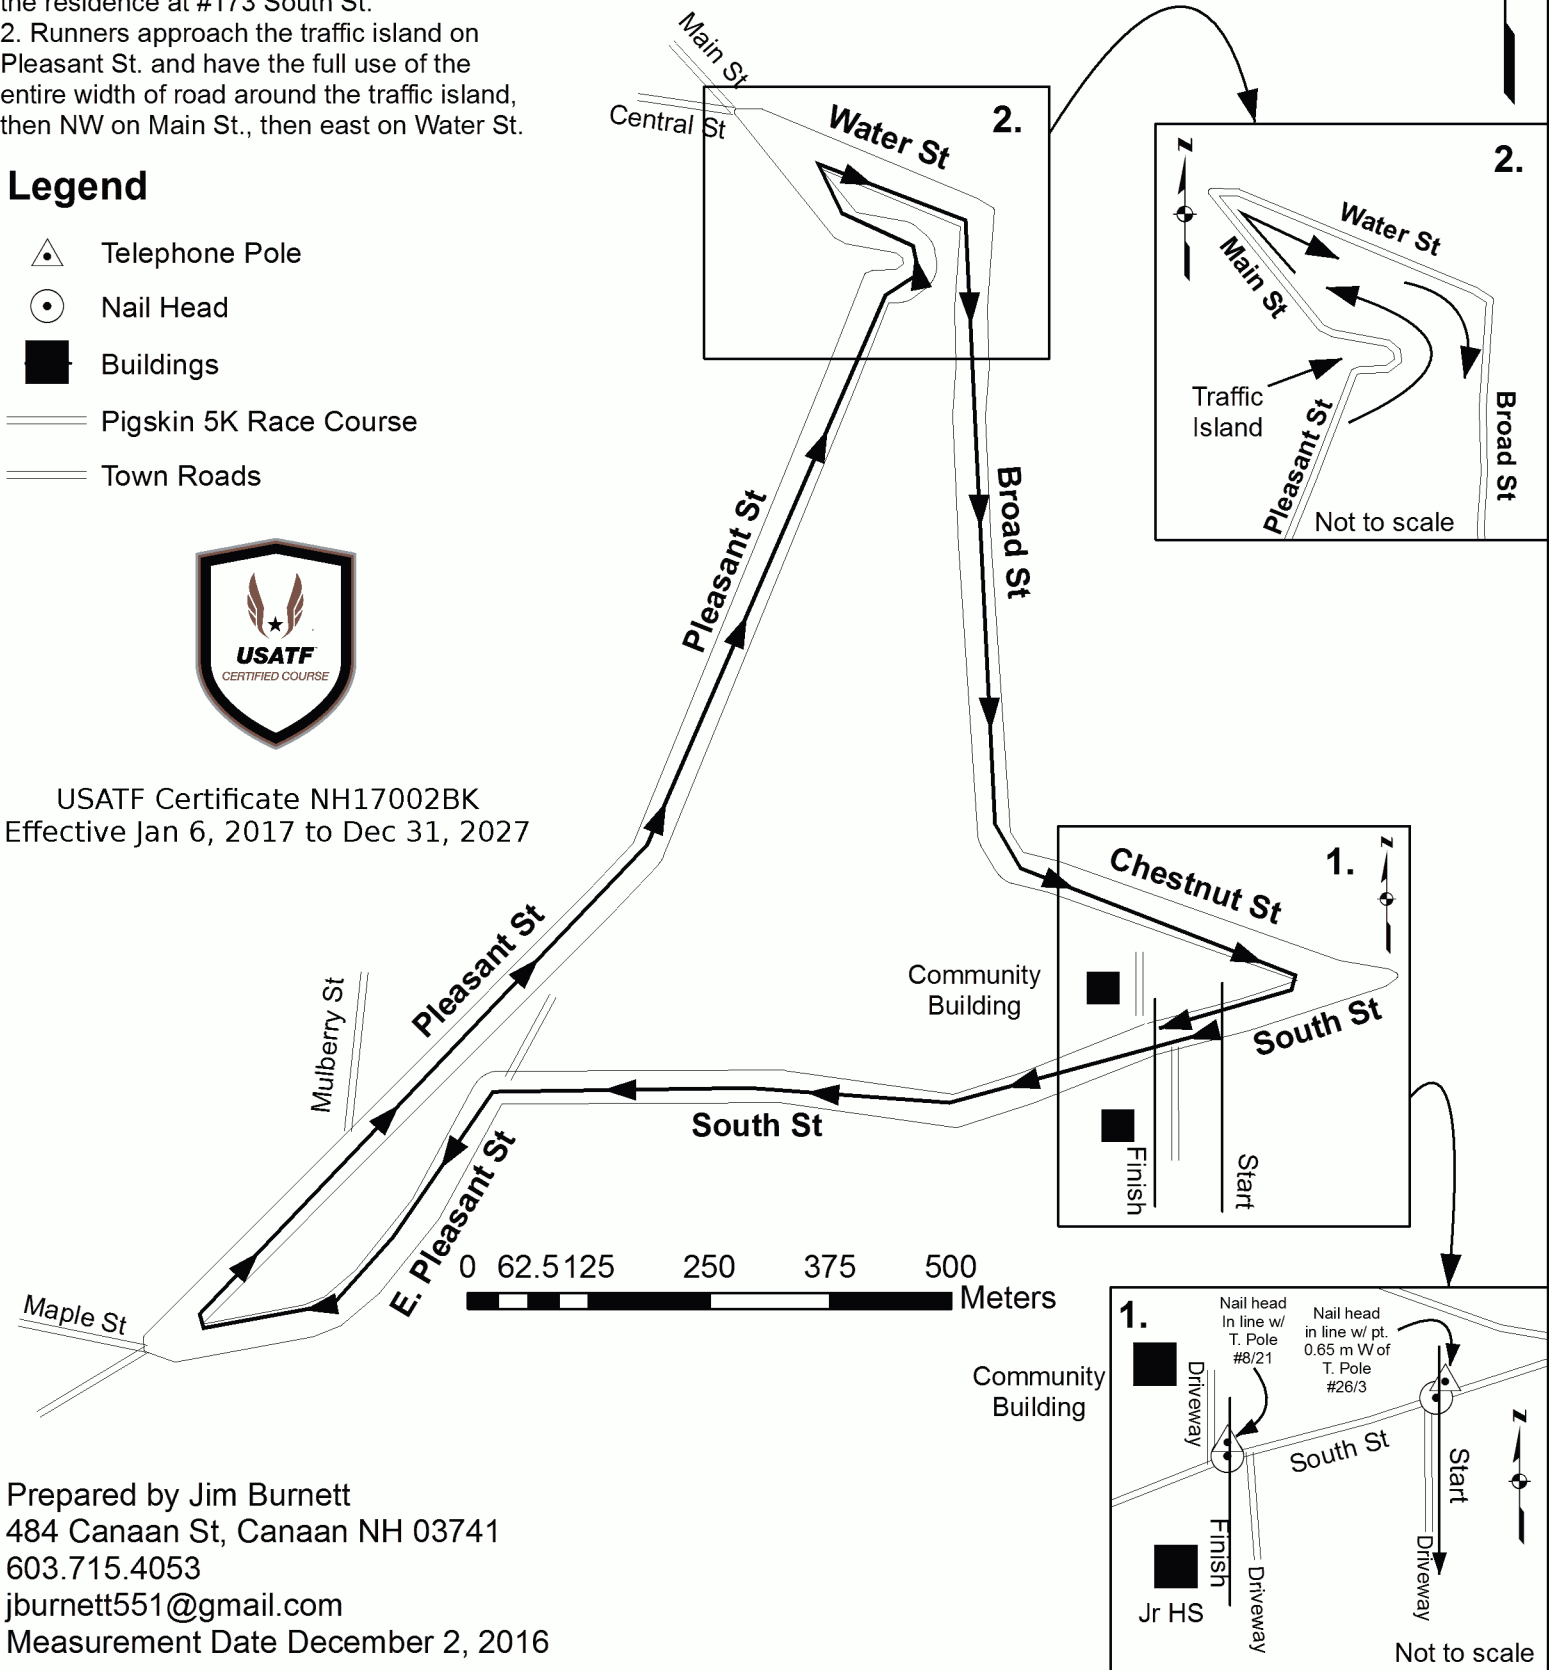 the residence at #173 South St.
2. Runners approach the traffic island on
Pleasant St. and have the full use of the
entire width of road around the traffic island,
then NW on Main St., then east on Water St.
Legend
Telephone Pole
Nail Head
Buildings
Pigskin 5K Race Course
Town Roads
USATF
CERTIFIED COURSE
USATF Certificate NH17002BK
Effective Jan 6, 2017 to Dec 31, 2027
Main St
Central St
Water St
2.
Pleasant St
Broad St
N
2.
Water St
Main St
Traffic
Island
Pleasant St
Broad St
Not to scale
Chestnut St
1.
N
Community
Building
South St
Finish
Start
Pleasant St
Mulberry St
South St
E. Pleasant St
Maple St
0 62.5 125 250 375 500
Meters
1.
Nail head
In line w/
T. Pole
#8/21
Nail head
in line w/ pt.
0.65 m W of
T. Pole
#26/3
Community
Building
Driveway
South St
N
Start
Finish
Driveway
Driveway
Jr HS
Not to scale
Prepared by Jim Burnett
484 Canaan St, Canaan NH 03741
603.715.4053
jburnett551@gmail.com
Measurement Date December 2, 2016